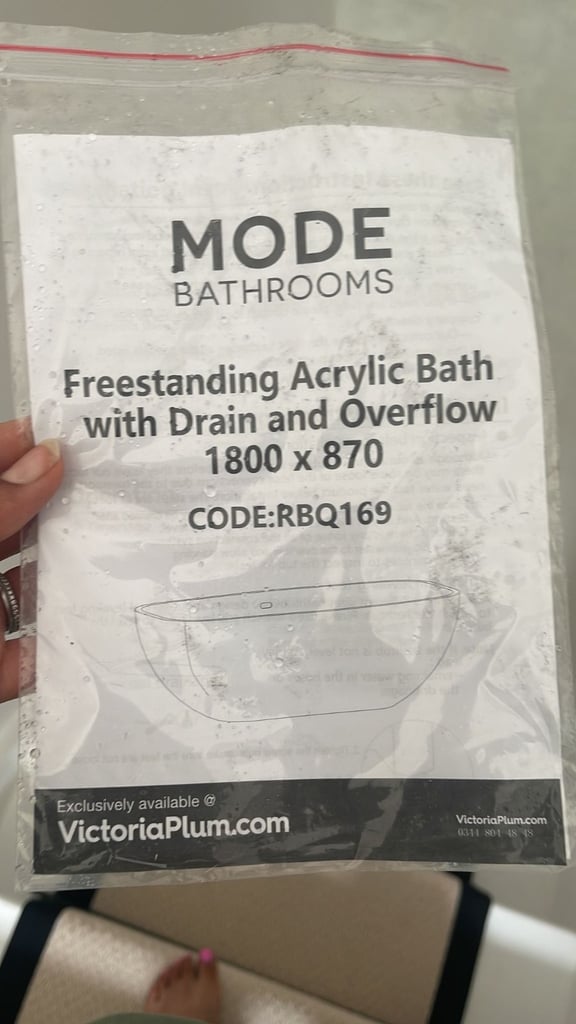 MODE
BATHROOMS
Freestanding Acrylic Bath
with Drain and Overflow
1800 x 870
CODE:RBQ169
Exclusively available @
VictoriaPlum.com
VictoriaPlum.com
0344 804 48 48